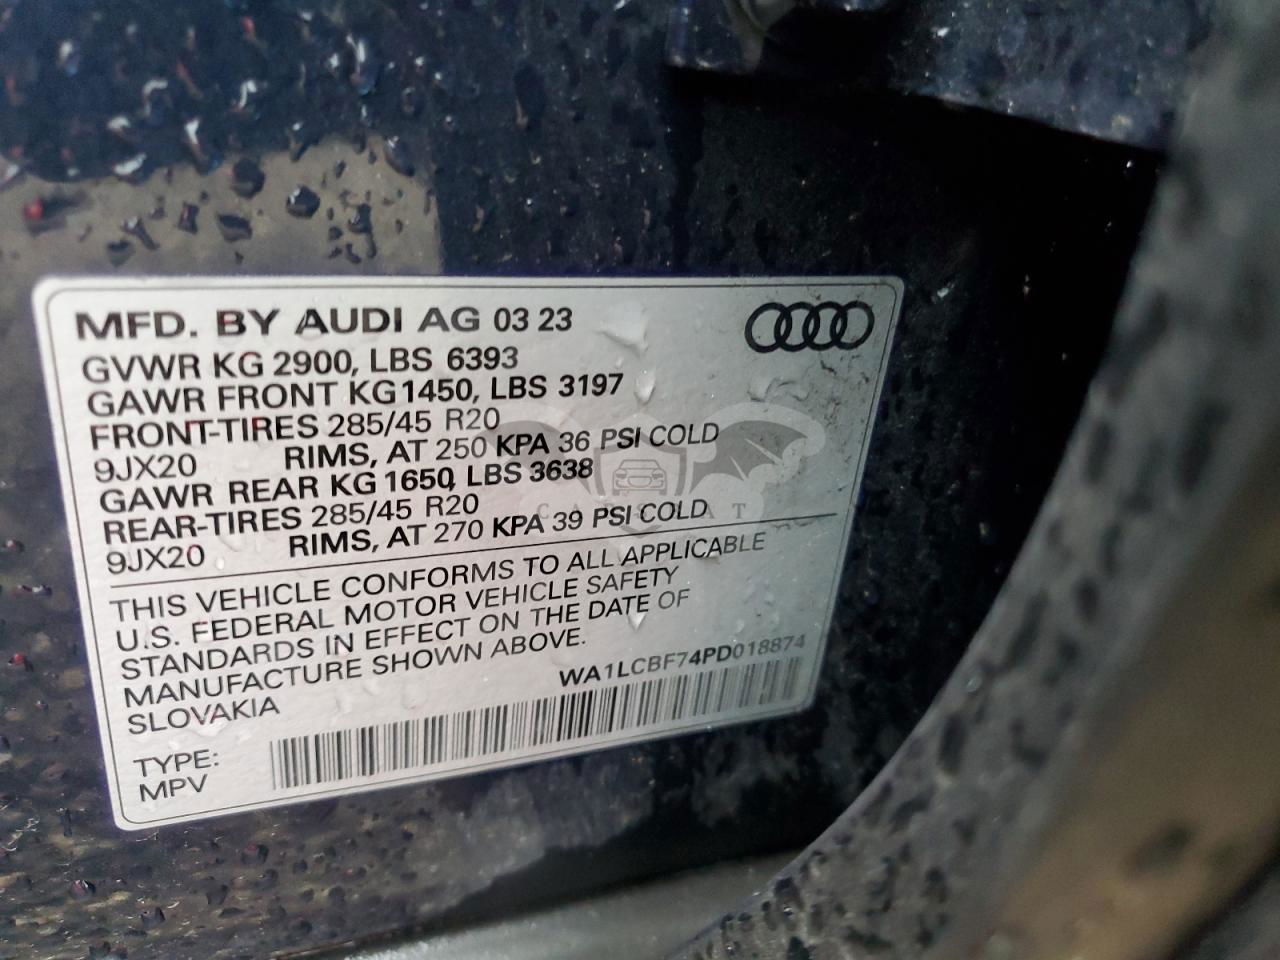 MFD. BY AUDI AG 03 23
GVWR KG 2900, LBS 6393
GAWR FRONT KG1450, LBS 3197
FRONT-TIRES 285/45 R20
9JX20 RIMS, AT 250 KPA 36 PSI COLD
GAWR REAR KG 1650, LBS 3638
REAR-TIRES 285/45 R20
9JX20 RIMS, AT 270 KPA 39 PSI COLD
THIS VEHICLE CONFORMS TO ALL APPLICABLE
U.S. FEDERAL MOTOR VEHICLE SAFETY
STANDARDS IN EFFECT ON THE DATE OF
MANUFACTURE SHOWN ABOVE.
SLOVAKIA
WA1LCBF74PD018874
TYPE:
MPV